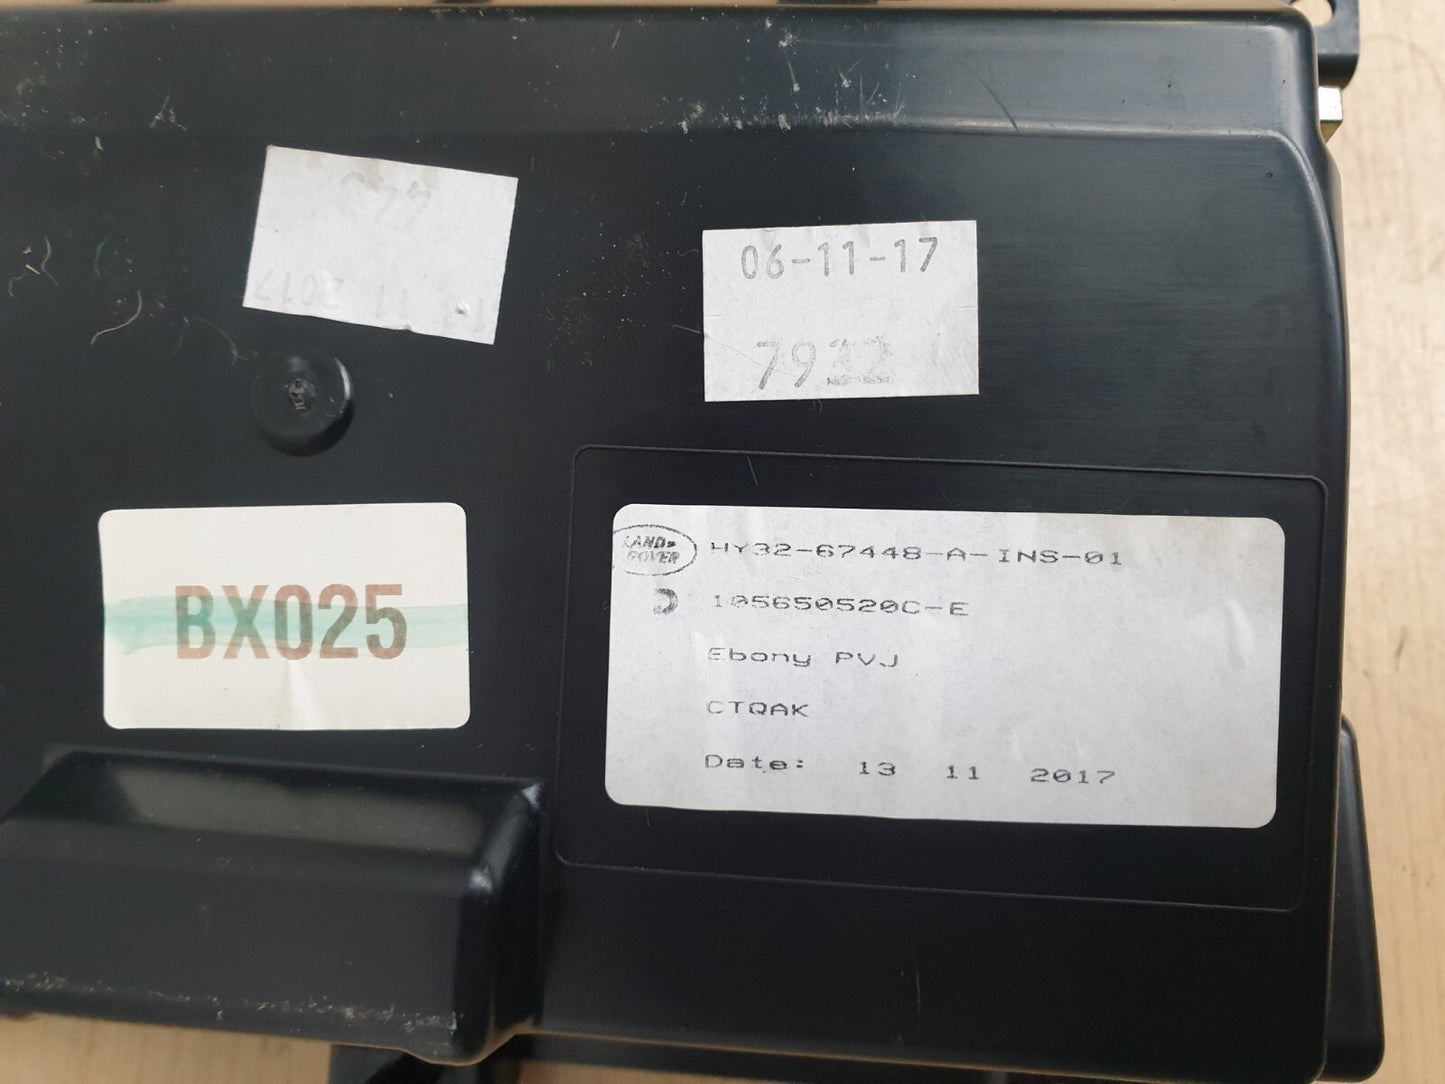 2017
06-11-17
7922
BX025
LAND-
ROVER
HY32-67448-A-INS-01
105650520C-E
Ebony PVJ
CTQAK
Date: 13 11 2017